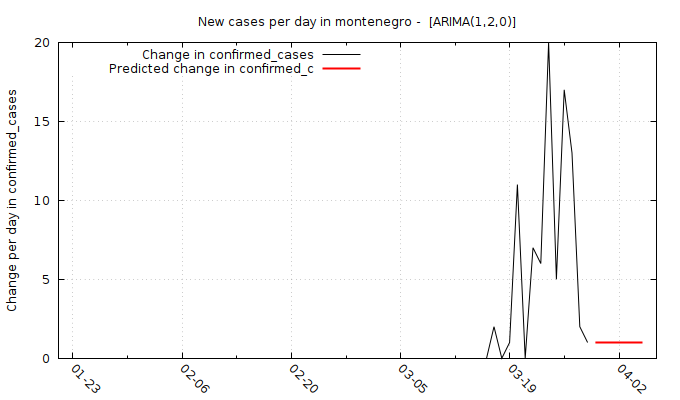 New cases per day in montenegro -  [ARIMA(1,2,0)]
Change in confirmed_cases
Predicted change in confirmed_c
Change per day in confirmed_cases
20
15
10
5
0
01-23
02-06
02-20
03-05
03-19
04-02